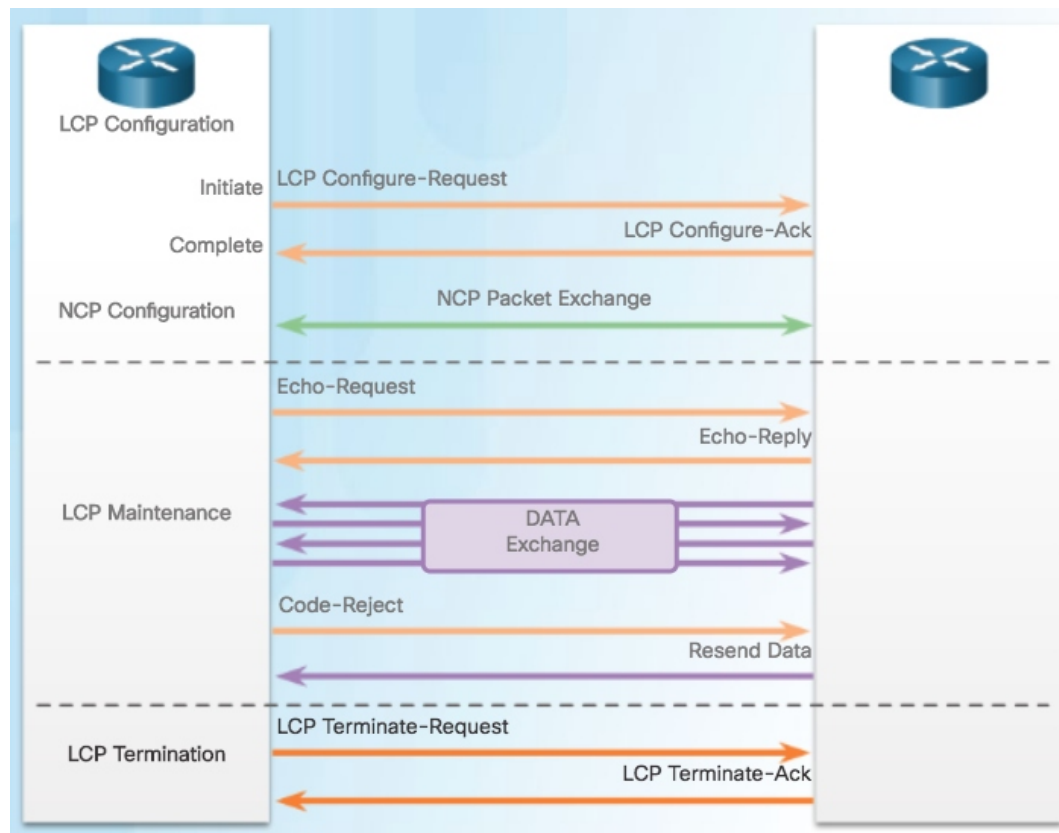 LCP Configuration
Initiate
LCP Configure-Request
LCP Configure-Ack
Complete
NCP Packet Exchange
NCP Configuration
Echo-Request
Echo-Reply
LCP Maintenance
DATA
Exchange
Code-Reject
Resend Data
LCP Terminate-Request
LCP Termination
LCP Terminate-Ack